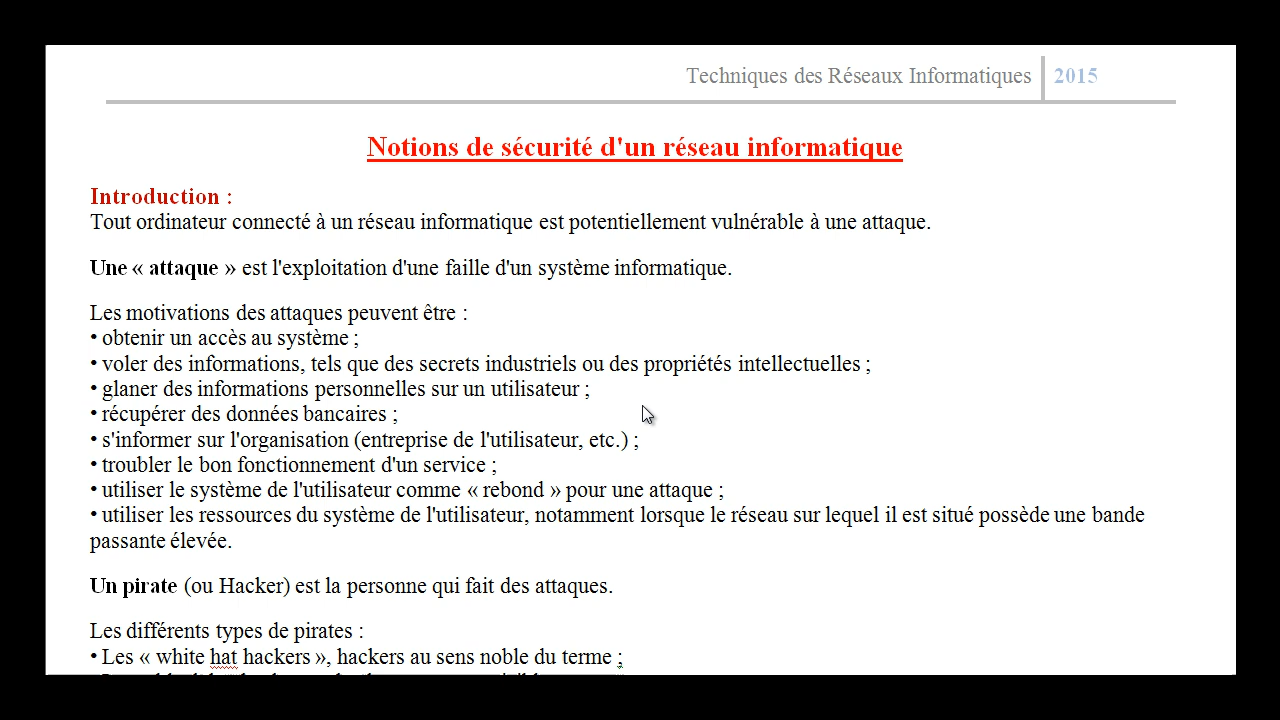 Techniques des Réseaux Informatiques 2015
Notions de sécurité d'un réseau informatique
Introduction :
Tout ordinateur connecté à un réseau informatique est potentiellement vulnérable à une attaque.
Une « attaque » est l'exploitation d'une faille d'un système informatique.
Les motivations des attaques peuvent être :
• obtenir un accès au système ;
• voler des informations, tels que des secrets industriels ou des propriétés intellectuelles ;
• glaner des informations personnelles sur un utilisateur ;
• récupérer des données bancaires ;
• s'informer sur l'organisation (entreprise de l'utilisateur, etc.) ;
• troubler le bon fonctionnement d'un service ;
• utiliser le système de l'utilisateur comme « rebond » pour une attaque ;
• utiliser les ressources du système de l'utilisateur, notamment lorsque le réseau sur lequel il est situé possède une bande
passante élevée.
Un pirate (ou Hacker) est la personne qui fait des attaques.
Les différents types de pirates :
• Les « white hat hackers », hackers au sens noble du terme ;